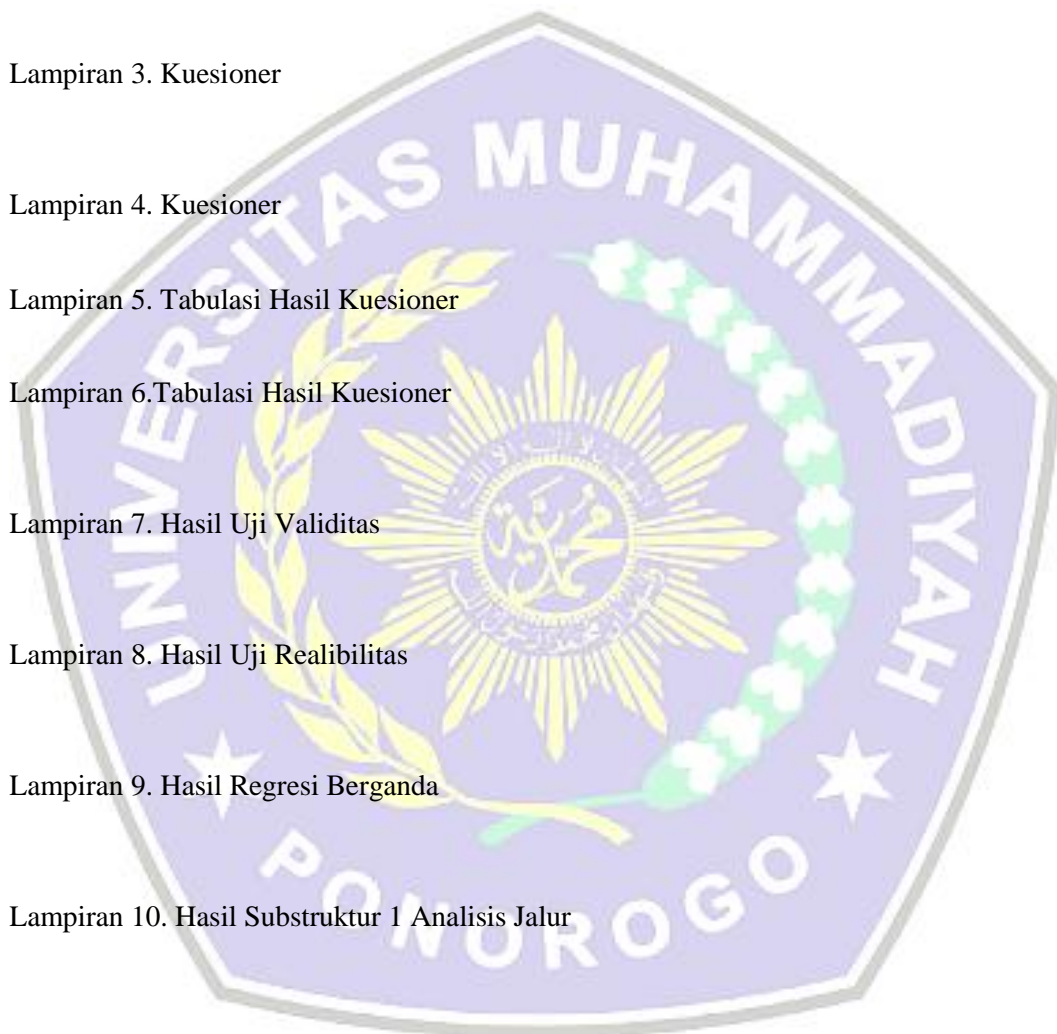 Lampiran 3. Kuesioner
Lampiran 4. Kuesioner
Lampiran 5. Tabulasi Hasil Kuesioner
Lampiran 6.Tabulasi Hasil Kuesioner
Lampiran 7. Hasil Uji Validitas
Lampiran 8. Hasil Uji Realibilitas
Lampiran 9. Hasil Regresi Berganda
Lampiran 10. Hasil Substruktur 1 Analisis Jalur
UNIVERSITAS MUHAMMADIYAH
PONOROGO
محمدية